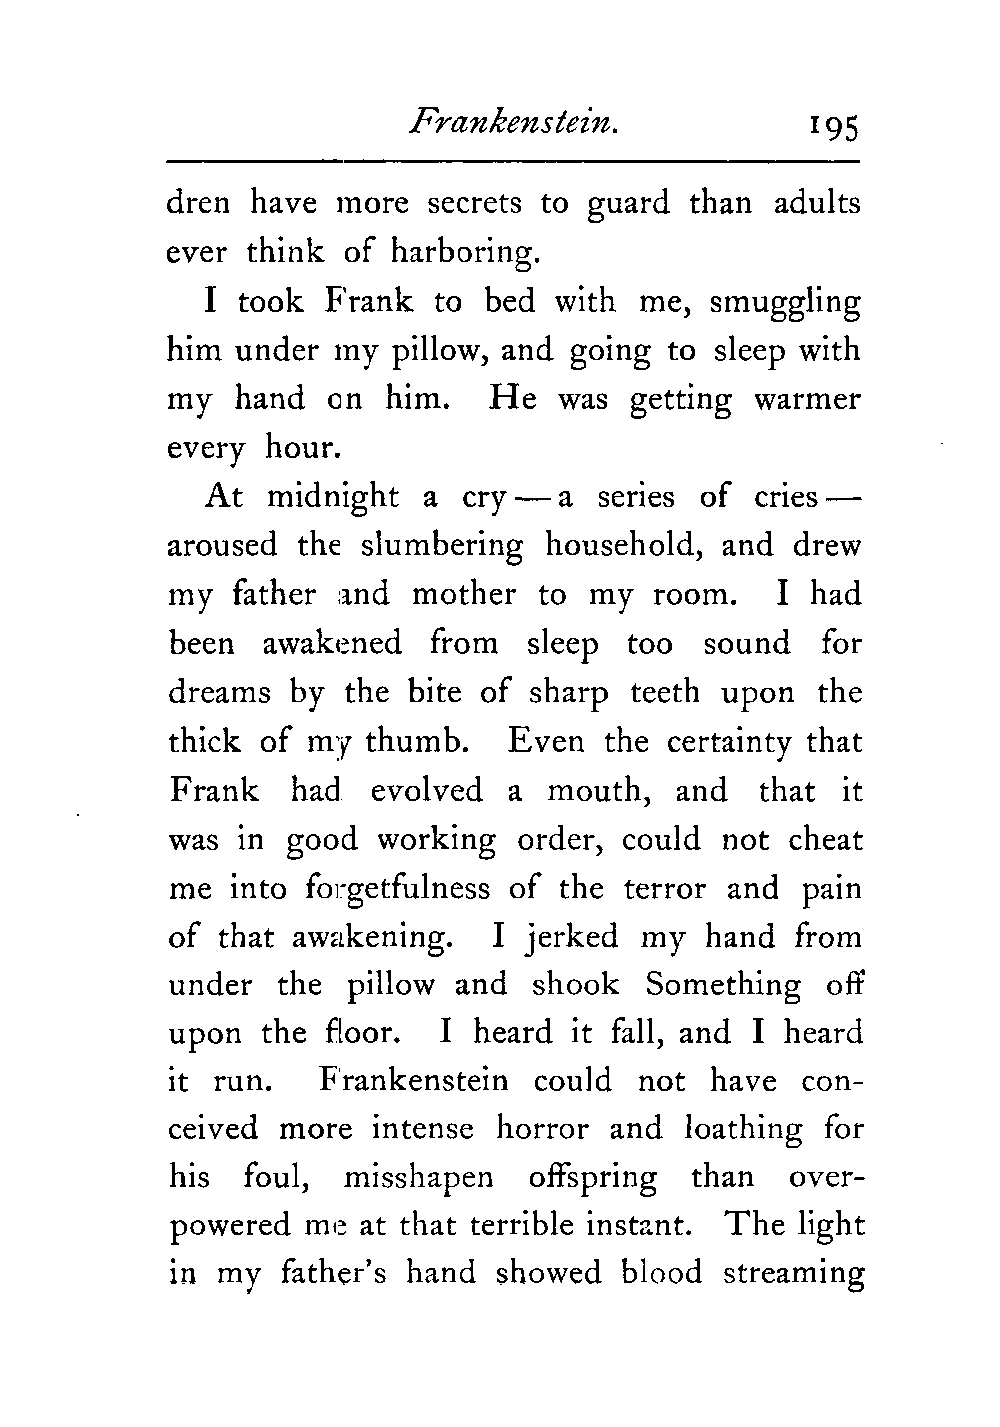 Frankenstein. 195
dren have more secrets to guard than adults
ever think of harboring.
I took Frank to bed with me, smuggling
him under my pillow, and going to sleep with
my hand on him. He was getting warmer
every hour.
At midnight a cry — a series of cries —
aroused the slumbering household, and drew
my father and mother to my room. I had
been awakened from sleep too sound for
dreams by the bite of sharp teeth upon the
thick of my thumb. Even the certainty that
Frank had evolved a mouth, and that it
was in good working order, could not cheat
me into forgetfulness of the terror and pain
of that awakening. I jerked my hand from
under the pillow and shook Something off
upon the floor. I heard it fall, and I heard
it run. Frankenstein could not have con-
ceived more intense horror and loathing for
his foul, misshapen offspring than over-
powered me at that terrible instant. The light
in my father's hand showed blood streaming